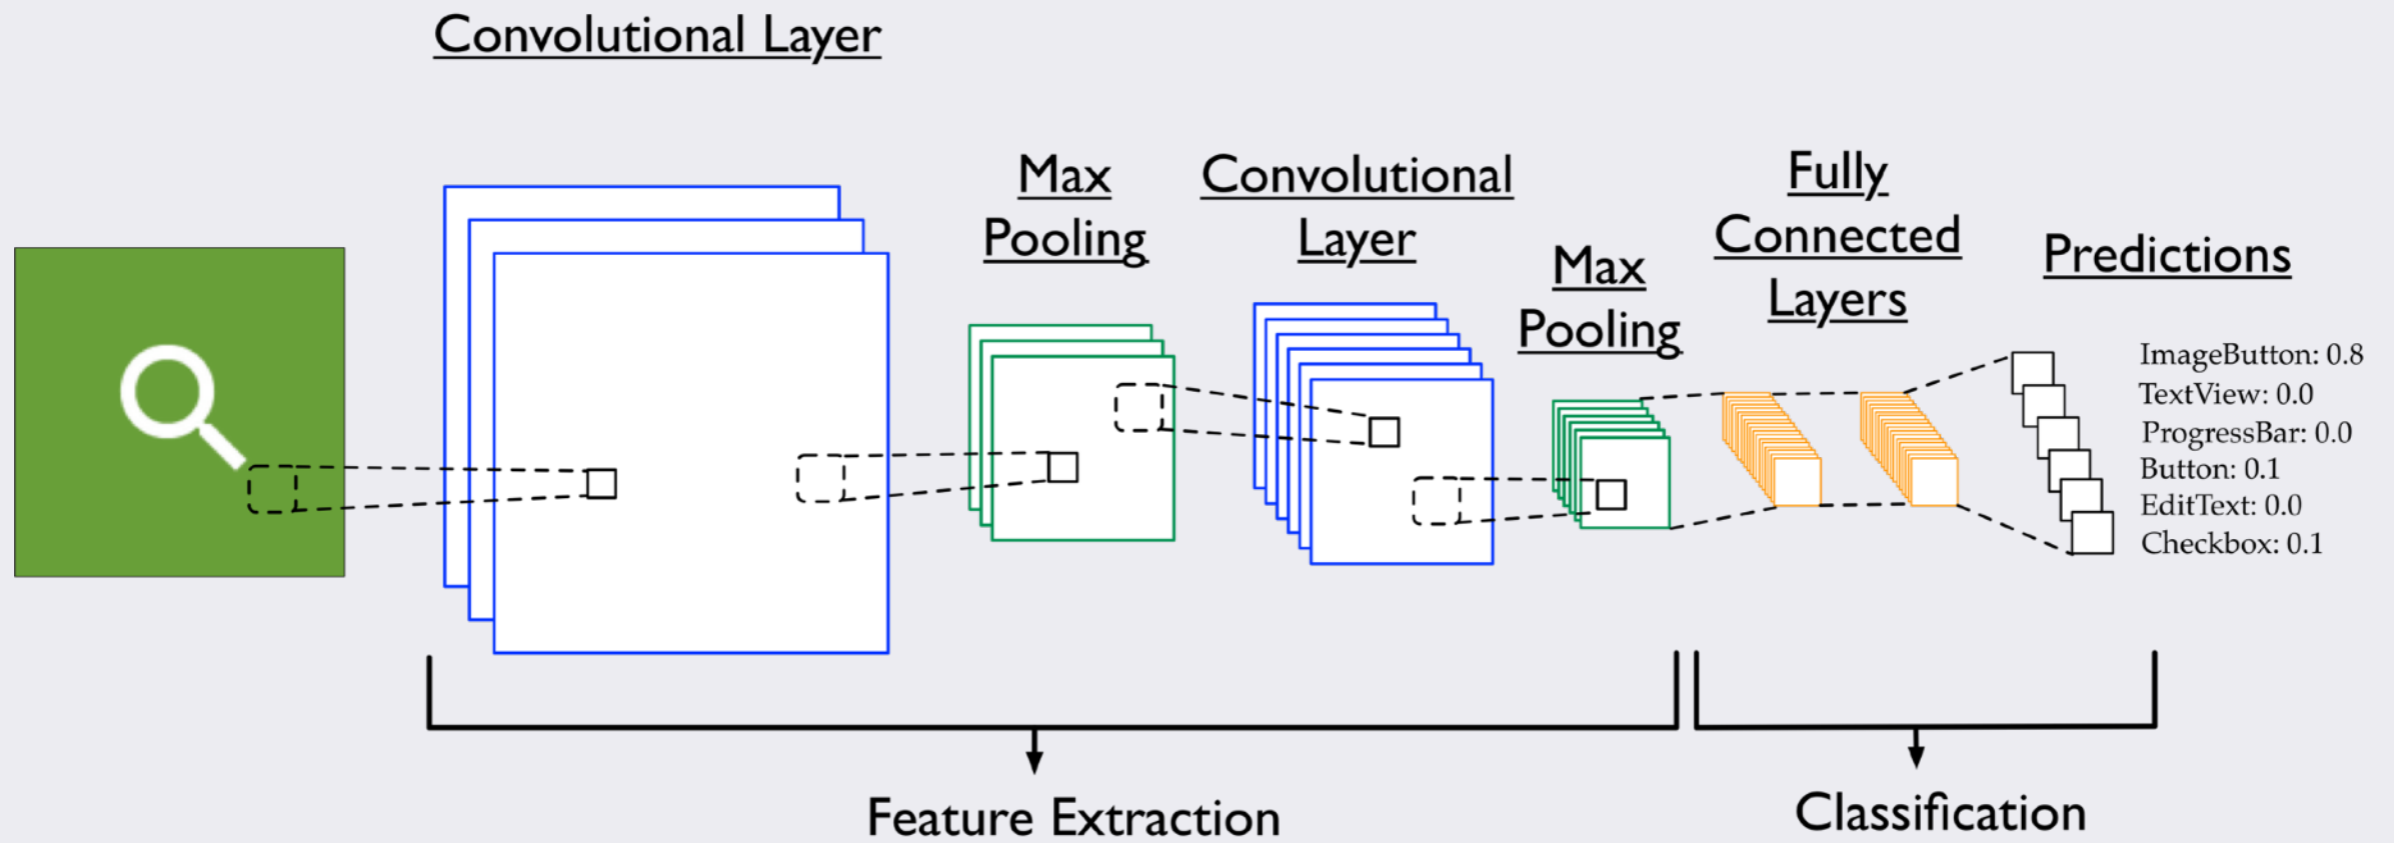 Convolutional Layer
Max
Pooling
Convolutional
Layer
Max
Pooling
Fully
Connected
Layers
Predictions
ImageButton: 0.8
TextView: 0.0
ProgressBar: 0.0
Button: 0.1
EditText: 0.0
Checkbox: 0.1
Feature Extraction
Classification